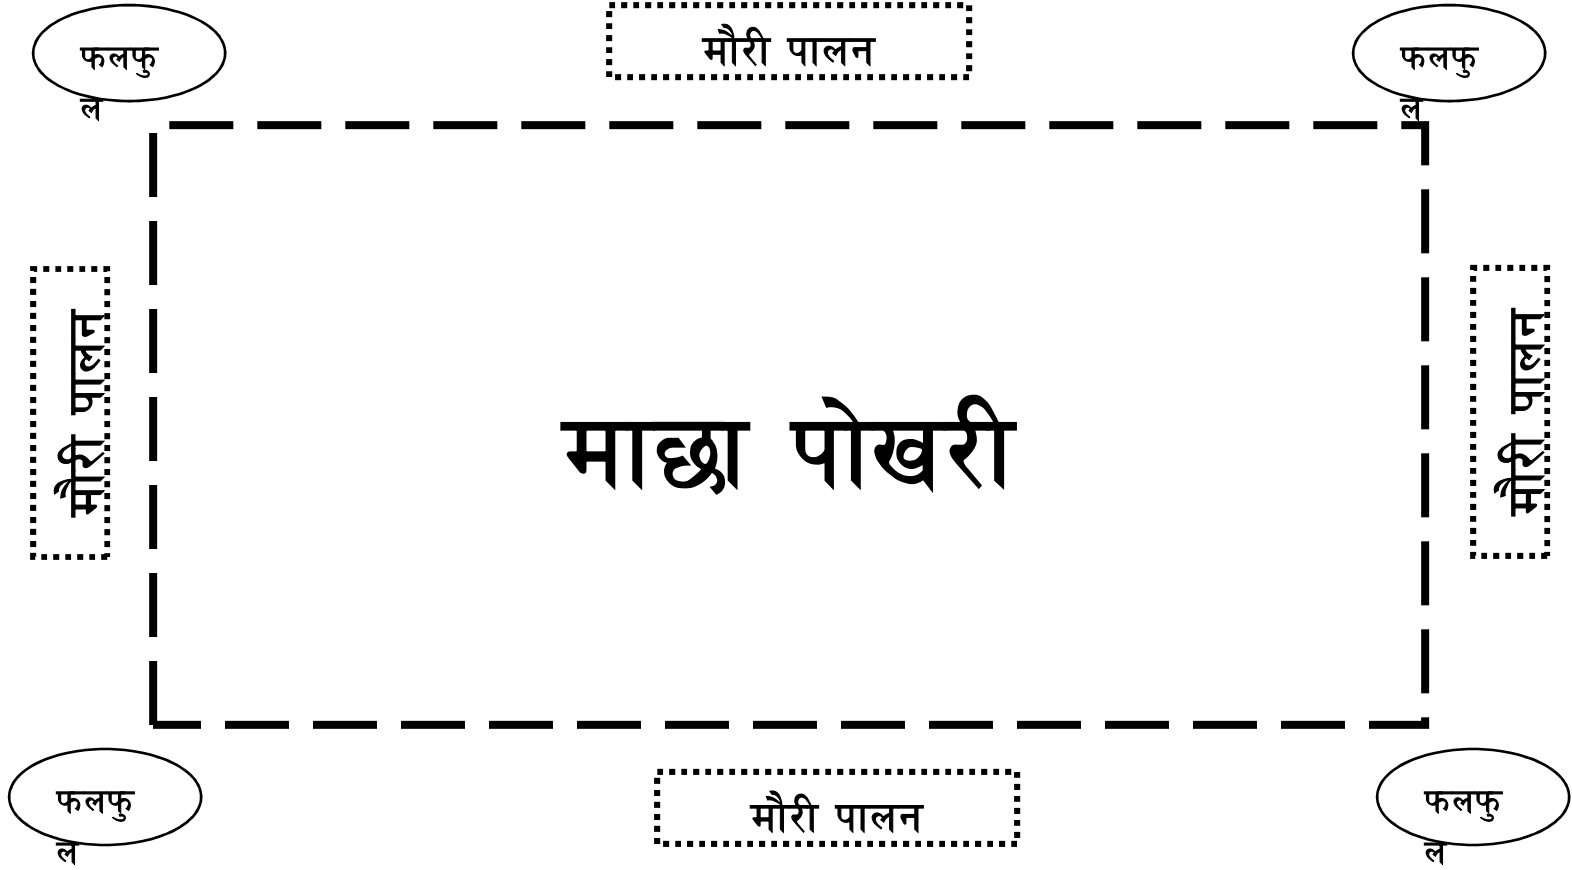 फलफु
ल
मौरी पालन
फलफु
ल
मौरी पालन
माछा पोखरी
मौरी पालन
फलफु
ल
मौरी पालन
फलफु
ल